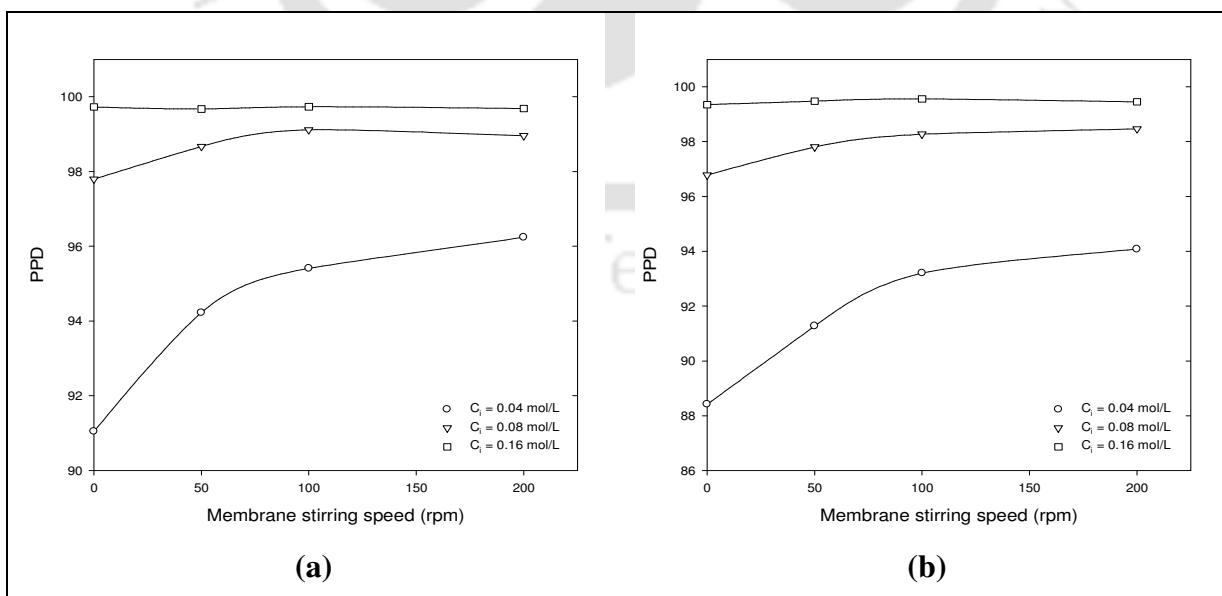 100
98
96
94
92
90
PPD
0
50
100
150
200
Membrane stirring speed (rpm)
Cᵢ = 0.04 mol/L
Cᵢ = 0.08 mol/L
Cᵢ = 0.16 mol/L
(a)
100
98
96
94
92
90
88
86
PPD
0
50
100
150
200
Membrane stirring speed (rpm)
Cᵢ = 0.04 mol/L
Cᵢ = 0.08 mol/L
Cᵢ = 0.16 mol/L
(b)